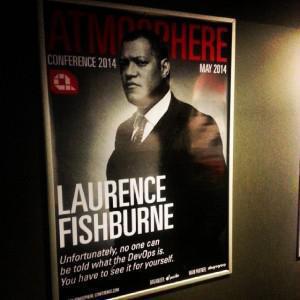 ATMOSPHERE
CONFERENCE 2014
MAY 2014
LAURENCE
FISHBURNE
Unfortunately, no one can
be told what the DevOps is.
You have to see it for yourself.